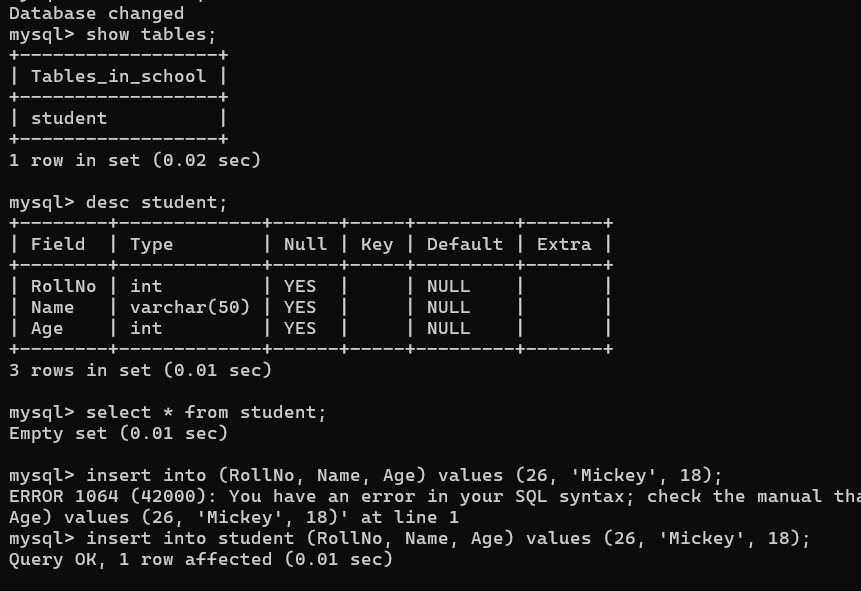 Database changed
mysql> show tables;
+------------------+
| Tables_in_school |
+------------------+
| student          |
+------------------+
1 row in set (0.02 sec)
mysql> desc student;
+--------+-------------+------+-----+---------+-------+
| Field  | Type        | Null | Key | Default | Extra |
+--------+-------------+------+-----+---------+-------+
| RollNo | int         | YES  |     | NULL    |       |
| Name   | varchar(50) | YES  |     | NULL    |       |
| Age    | int         | YES  |     | NULL    |       |
+--------+-------------+------+-----+---------+-------+
3 rows in set (0.01 sec)
mysql> select * from student;
Empty set (0.01 sec)
mysql> insert into (RollNo, Name, Age) values (26, 'Mickey', 18);
ERROR 1064 (42000): You have an error in your SQL syntax; check the manual tha
Age) values (26, 'Mickey', 18)' at line 1
mysql> insert into student (RollNo, Name, Age) values (26, 'Mickey', 18);
Query OK, 1 row affected (0.01 sec)